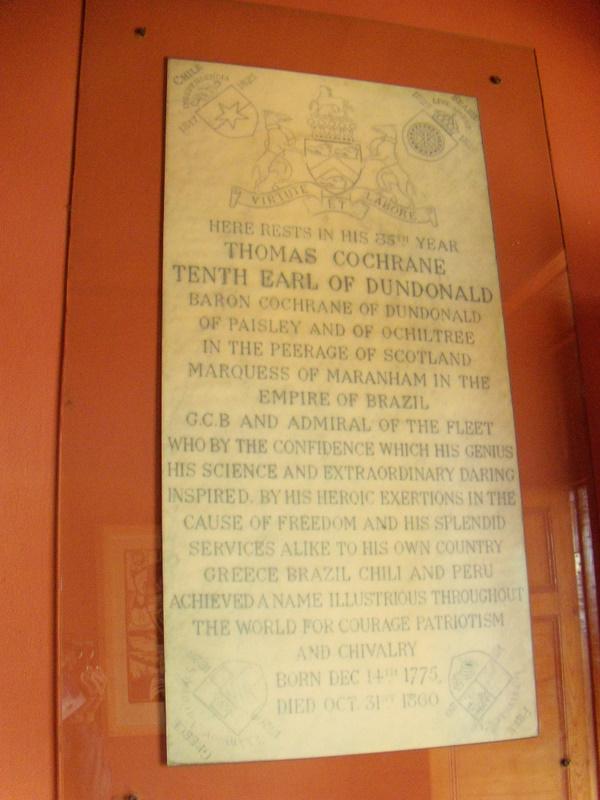 CHILE
1817
1825
BRAZIL
VIRTUTE ET LABORE
HERE RESTS IN HIS 85TH YEAR
THOMAS COCHRANE
TENTH EARL OF DUNDONALD
BARON COCHRANE OF DUNDONALD
OF PAISLEY AND OF OCHILTREE
IN THE PEERAGE OF SCOTLAND
MARQUESS OF MARANHAM IN THE
EMPIRE OF BRAZIL
G.C.B AND ADMIRAL OF THE FLEET
WHO BY THE CONFIDENCE WHICH HIS GENIUS
HIS SCIENCE AND EXTRAORDINARY DARING
INSPIRED. BY HIS HEROIC EXERTIONS IN THE
CAUSE OF FREEDOM AND HIS SPLENDID
SERVICES ALIKE TO HIS OWN COUNTRY
GREECE BRAZIL CHILI AND PERU
ACHIEVED A NAME ILLUSTRIOUS THROUGHOUT
THE WORLD FOR COURAGE PATRIOTISM
AND CHIVALRY
BORN DEC 14TH 1775,
DIED OCT. 31ST 1860
GREECE